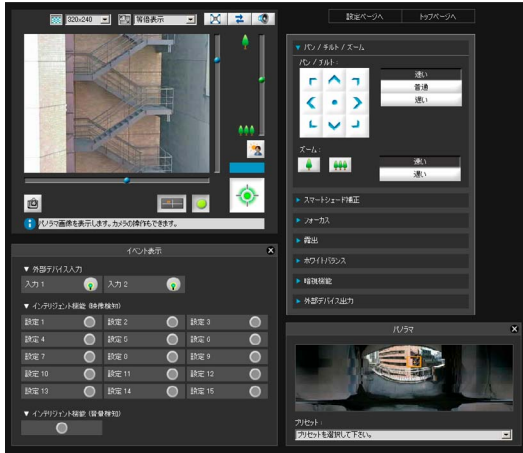 320x240
等倍表示
パノラマ画像を表示します。カメラの操作もできます。
設定ページへ
トップページへ
パン / チルト / ズーム
パン / チルト :
速い
普通
遅い
ズーム :
速い
遅い
スマートシェード補正
フォーカス
露出
ホワイトバランス
暗視機能
外部デバイス出力
イベント表示
▼ 外部デバイス入力
入力 1
入力 2
▼ インテリジェント機能 (映像検知)
設定 1 設定 2 設定 3
設定 4 設定 5 設定 6
設定 7 設定 8 設定 9
設定 10 設定 11 設定 12
設定 13 設定 14 設定 15
▼ インテリジェント機能 (音量検知)
パノラマ
プリセット :
プリセットを選択して下さい。